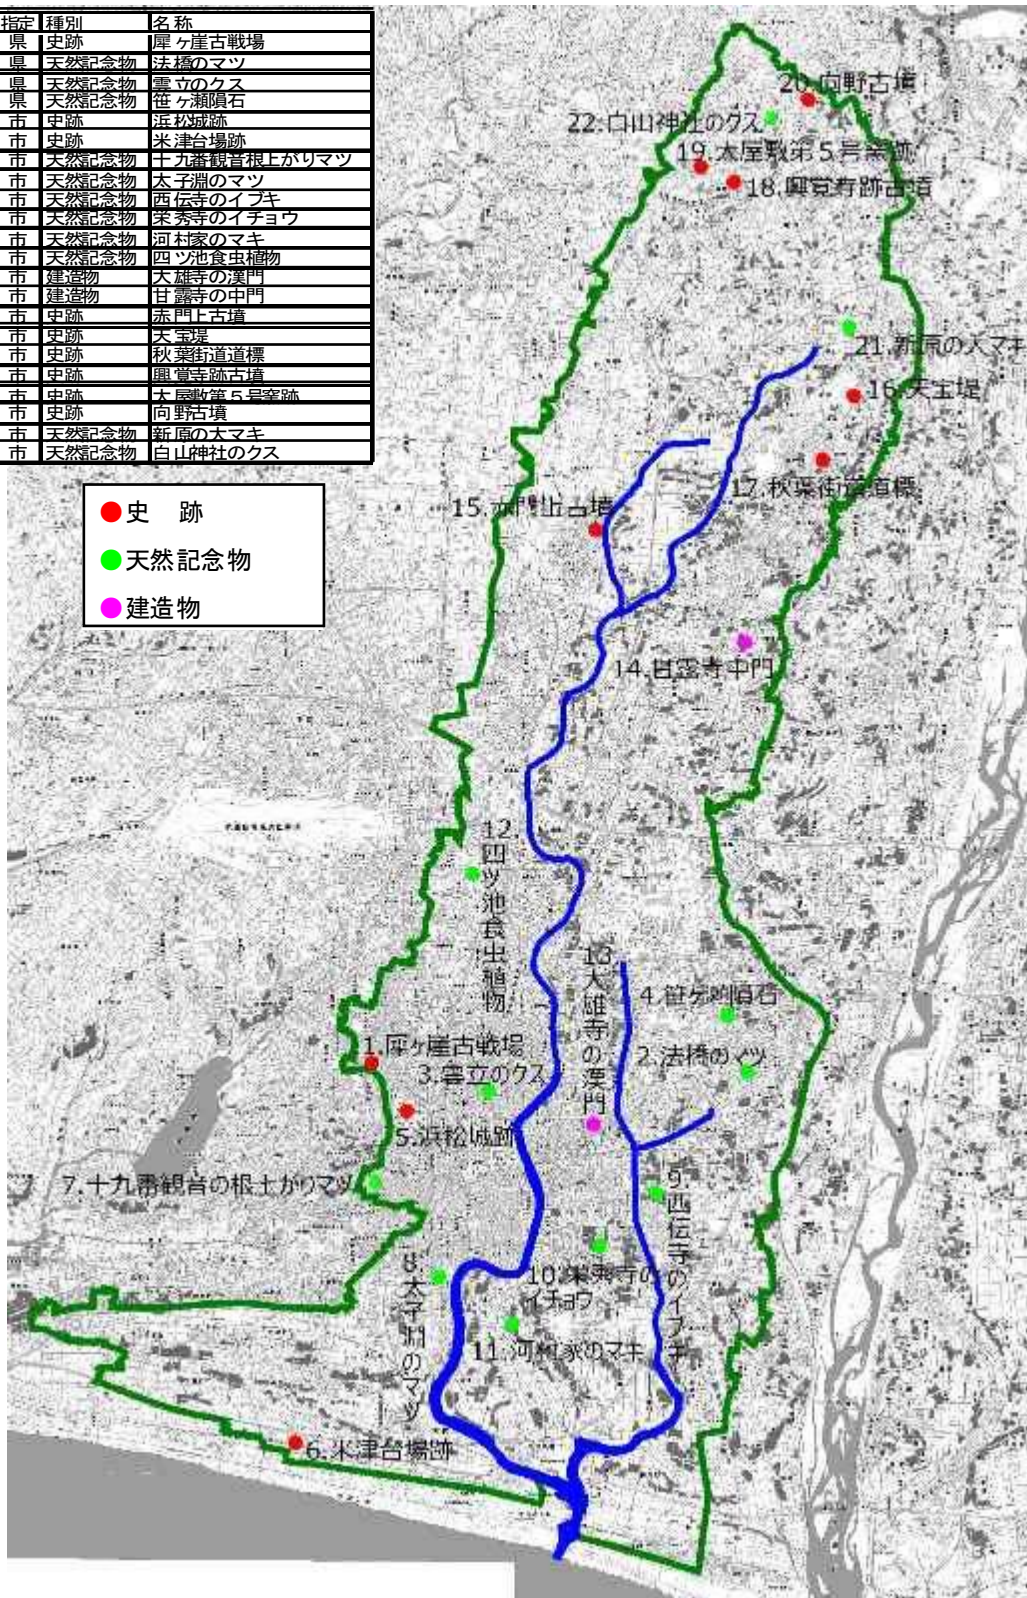 指定 種別 名称
県 史跡 犀ヶ崖古戦場
県 天然記念物 法橋のマツ
県 天然記念物 雲立のクス
県 天然記念物 笹ヶ瀬隕石
市 史跡 浜松城跡
市 史跡 米津台場跡
市 天然記念物 十九番観音根上がりマツ
市 天然記念物 太子淵のマツ
市 天然記念物 西伝寺のイブキ
市 天然記念物 栄秀寺のイチョウ
市 天然記念物 河村家のマキ
市 天然記念物 四ツ池食虫植物
市 建造物 大雄寺の漢門
市 建造物 甘露寺の中門
市 史跡 赤門上古墳
市 史跡 天宝堤
市 史跡 秋葉街道道標
市 史跡 興覚寺跡古墳
市 史跡 大屋敷第5号窯跡
市 史跡 向野古墳
市 天然記念物 新原の大マキ
市 天然記念物 白山神社のクス
史 跡
天然記念物
建造物
20.向野古墳
22.白山神社のクス
19.大屋敷第5号窯跡
18.興覚寺跡古墳
21.新原の大マキ
16.天宝堤
17.秋葉街道道標
15.赤門上古墳
14.甘露寺中門
12.四ツ池食虫植物
13.大雄寺の漢門
4.笹ヶ瀬隕石
1.犀ヶ崖古戦場
2.法橋のマツ
3.雲立のクス
5.浜松城跡
7.十九番観音の根上がりマツ
9.西伝寺のイブキ
8.太子淵のマツ
10.栄秀寺の
イチョウ
11.河村家のマキ
6.米津台場跡